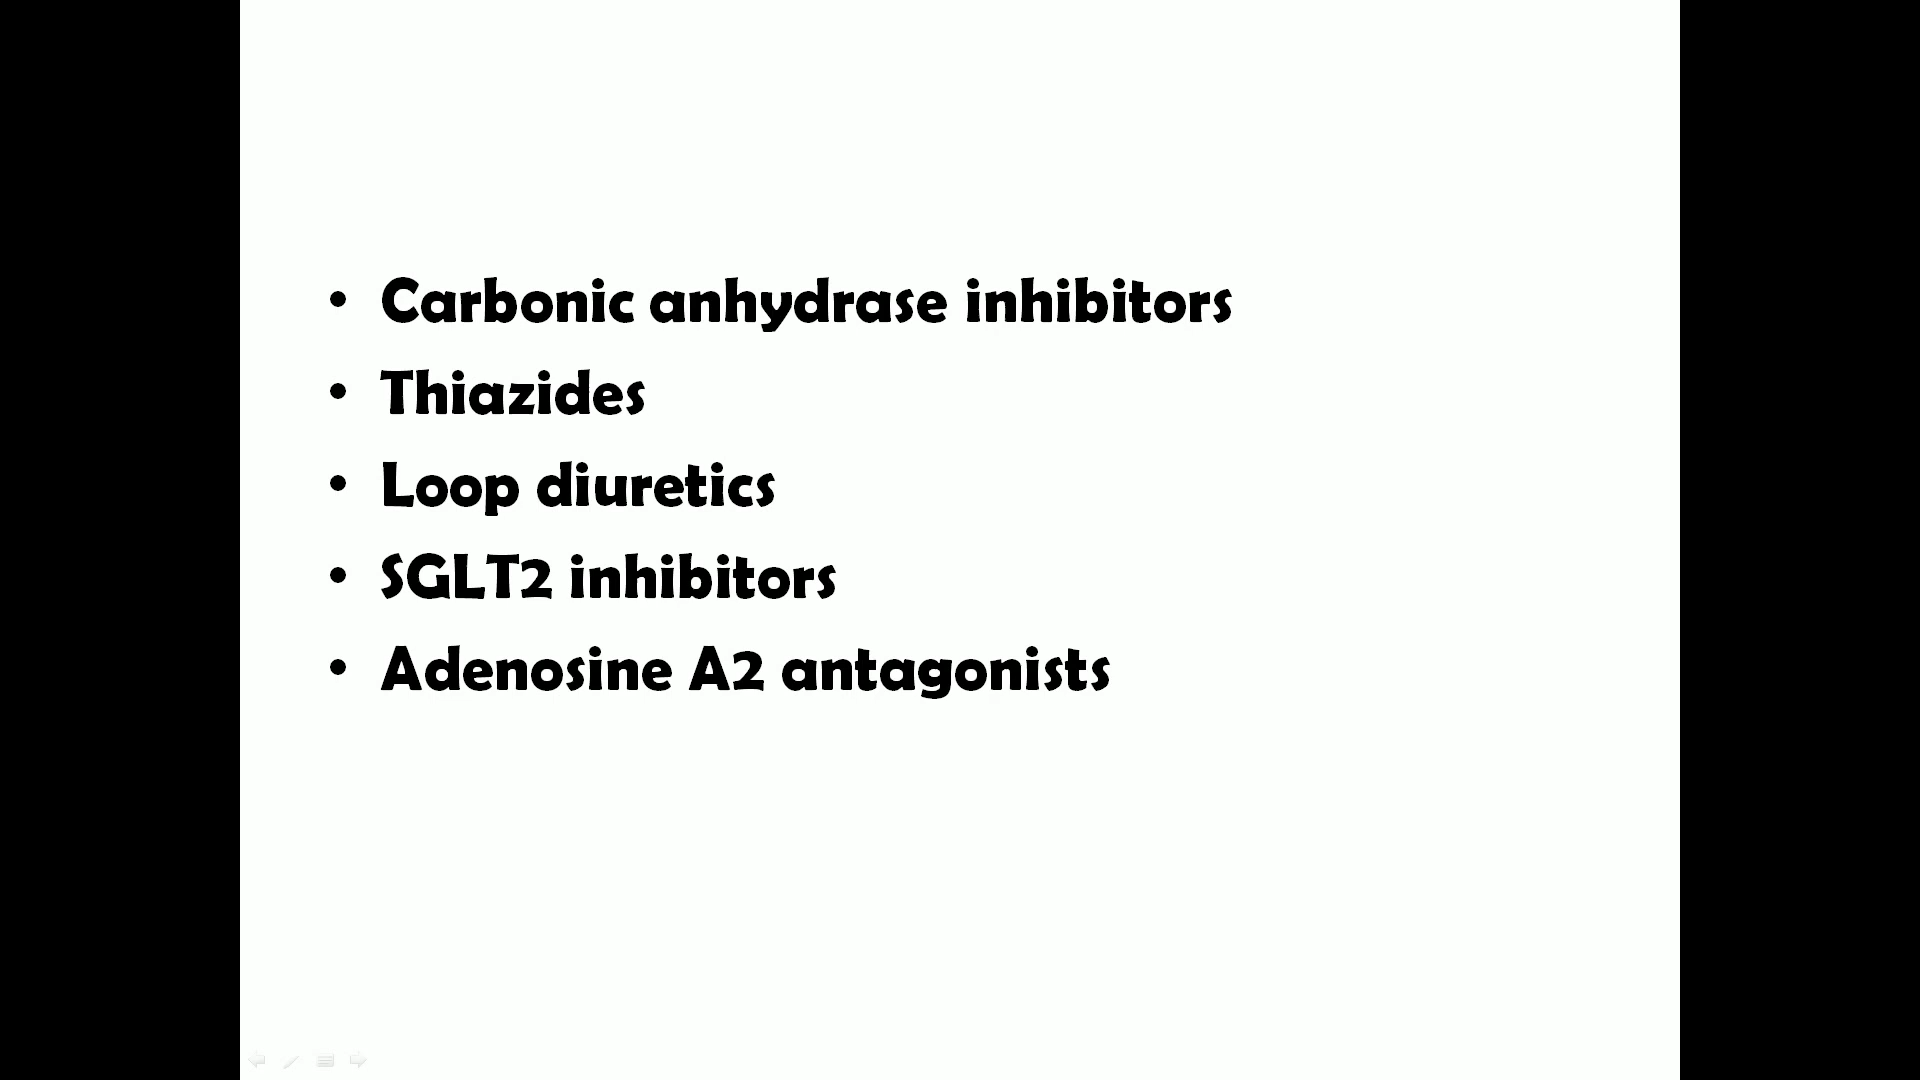 • Carbonic anhydrase inhibitors
• Thiazides
• Loop diuretics
• SGLT2 inhibitors
• Adenosine A2 antagonists